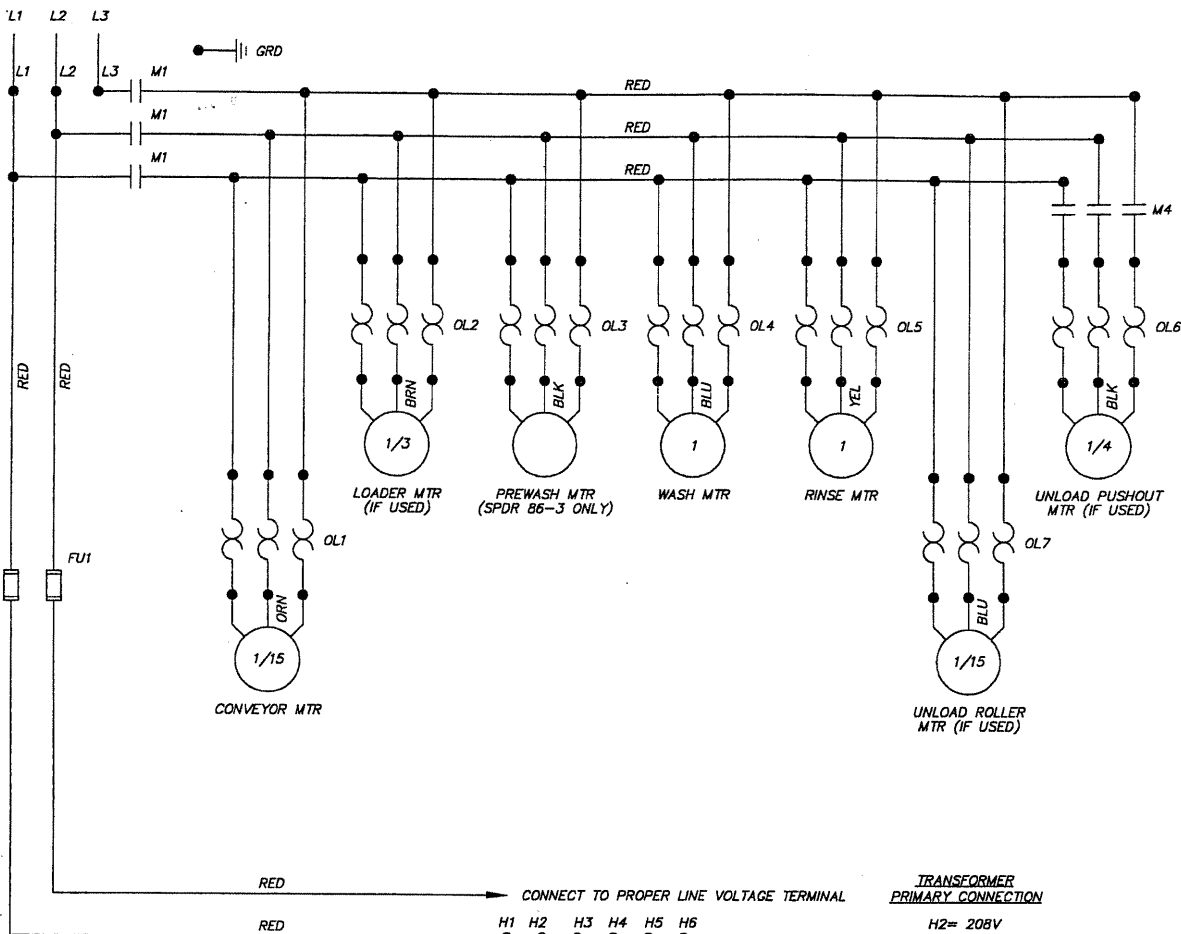 L1 L2 L3
GRD
L1 L2 L3 M1
RED
M1
RED
M1
RED
M4
OL2 OL3 OL4 OL5 OL6
RED RED
BRN BLK BLU YEL BLK
1/3 1 1 1/4
LOADER MTR
(IF USED)
PREWASH MTR
(SPDR 86-3 ONLY)
WASH MTR
RINSE MTR
UNLOAD PUSHOUT
MTR (IF USED)
OL1 OL7
FU1
ORN BLU
1/15 1/15
CONVEYOR MTR
UNLOAD ROLLER
MTR (IF USED)
RED
CONNECT TO PROPER LINE VOLTAGE TERMINAL
TRANSFORMER
PRIMARY CONNECTION
RED
H1 H2 H3 H4 H5 H6
H2= 208V